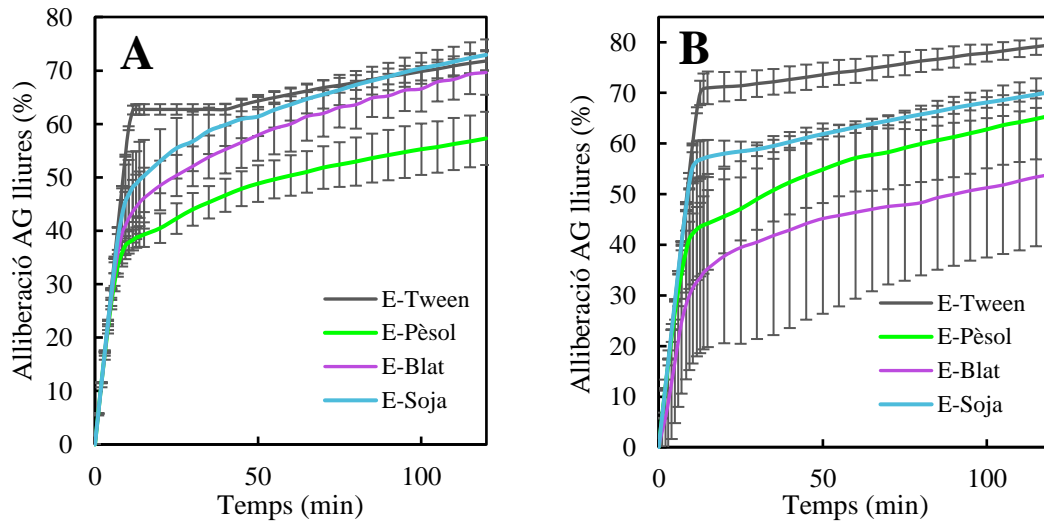 A
Alliberació AG lliures (%)
80
70
60
50
40
30
20
10
0
E-Tween
E-Pèsol
E-Blat
E-Soja
0
50
100
Temps (min)
B
Alliberació AG lliures (%)
80
70
60
50
40
30
20
10
0
E-Tween
E-Pèsol
E-Blat
E-Soja
0
50
100
Temps (min)